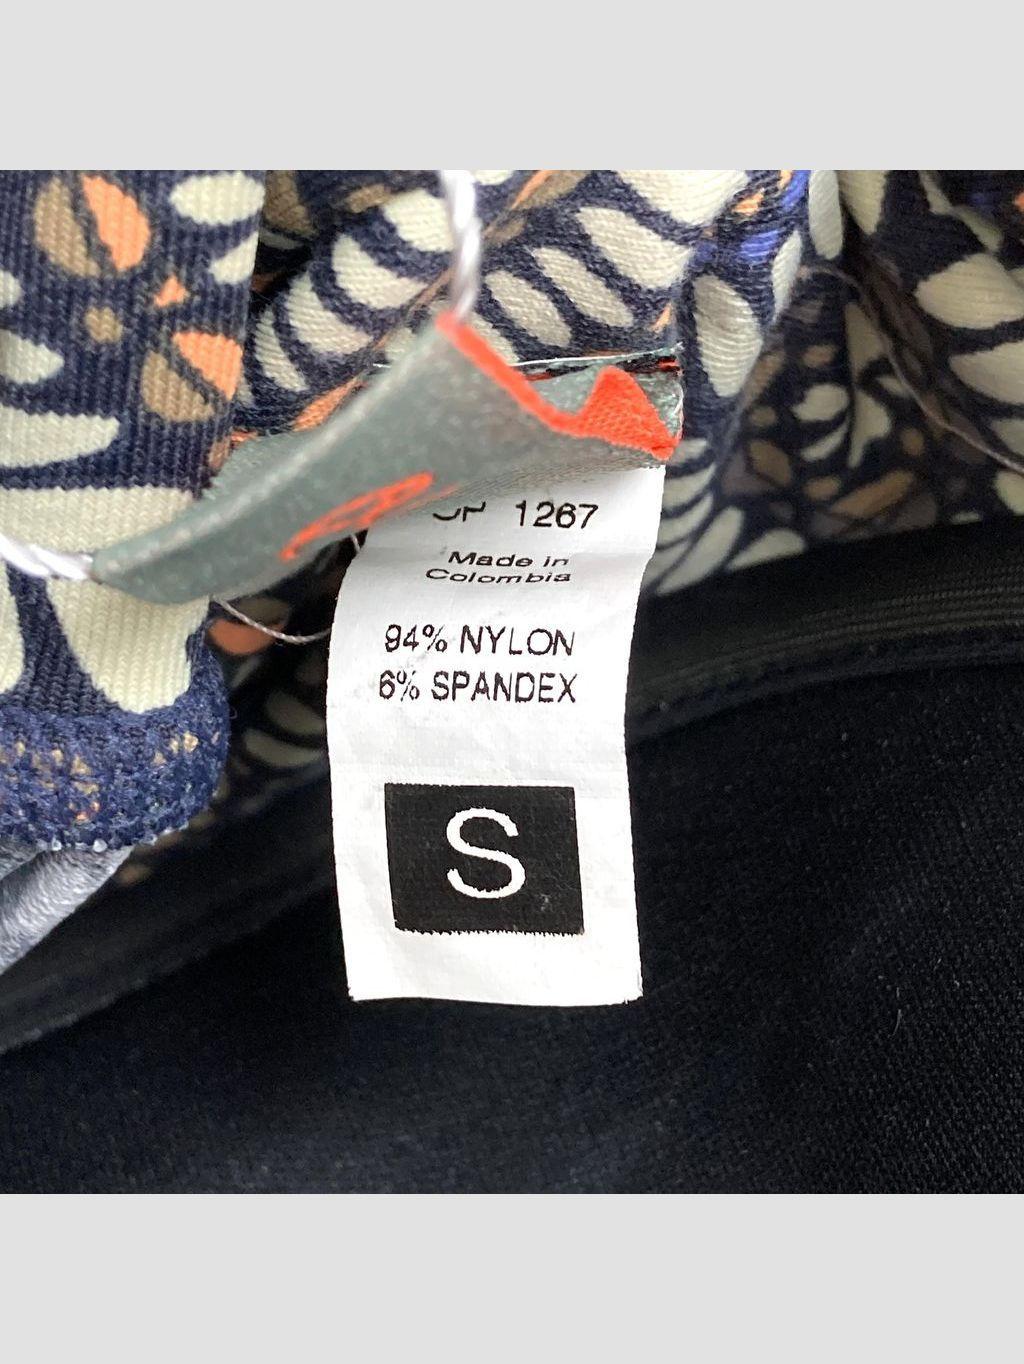 1267
Made in
Colombia
94% NYLON
6% SPANDEX
S